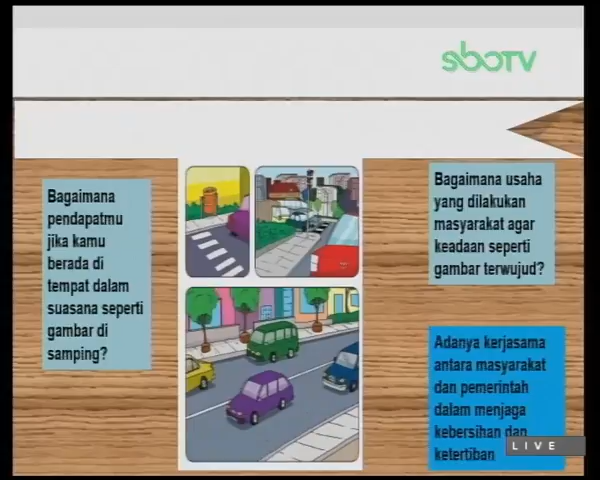 sboTV
Bagaimana
pendapatmu
jika kamu
berada di
tempat dalam
suasana seperti
gambar di
samping?
Bagaimana usaha
yang dilakukan
masyarakat agar
keadaan seperti
gambar terwujud?
Adanya kerjasama
antara masyarakat
dan pemerintah
dalam menjaga
kebersihan dan
ketertiban
LIVE